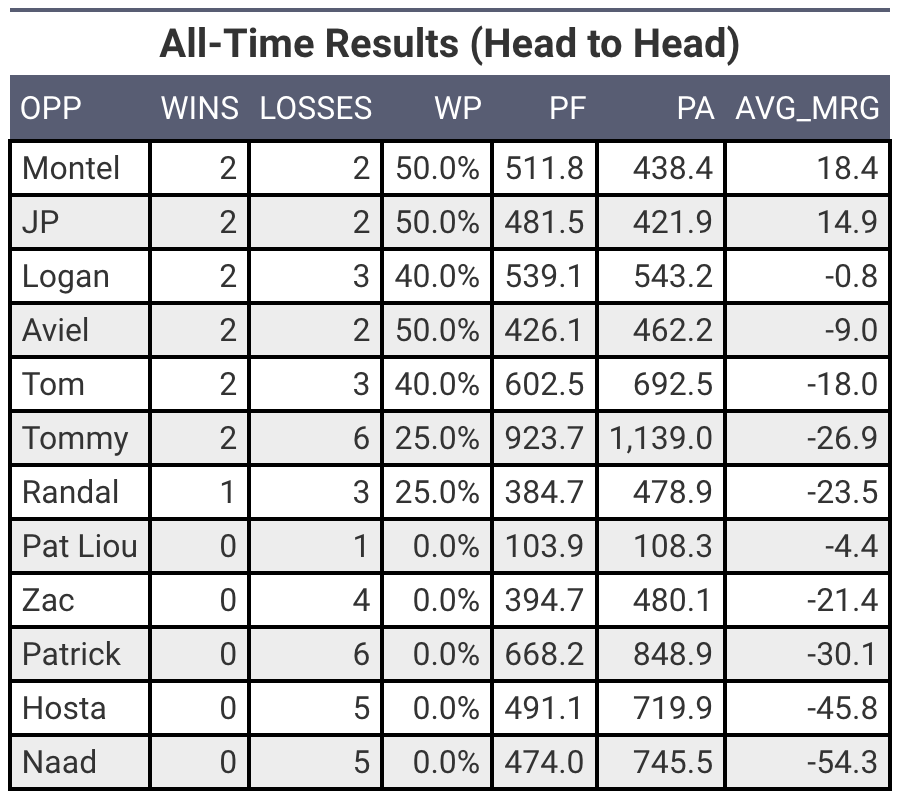 All-Time Results (Head to Head)
OPP WINS LOSSES WP PF PA AVG_MRG
Montel 2 2 50.0% 511.8 438.4 18.4
JP 2 2 50.0% 481.5 421.9 14.9
Logan 2 3 40.0% 539.1 543.2 -0.8
Aviel 2 2 50.0% 426.1 462.2 -9.0
Tom 2 3 40.0% 602.5 692.5 -18.0
Tommy 2 6 25.0% 923.7 1,139.0 -26.9
Randal 1 3 25.0% 384.7 478.9 -23.5
Pat Liou 0 1 0.0% 103.9 108.3 -4.4
Zac 0 4 0.0% 394.7 480.1 -21.4
Patrick 0 6 0.0% 668.2 848.9 -30.1
Hosta 0 5 0.0% 491.1 719.9 -45.8
Naad 0 5 0.0% 474.0 745.5 -54.3